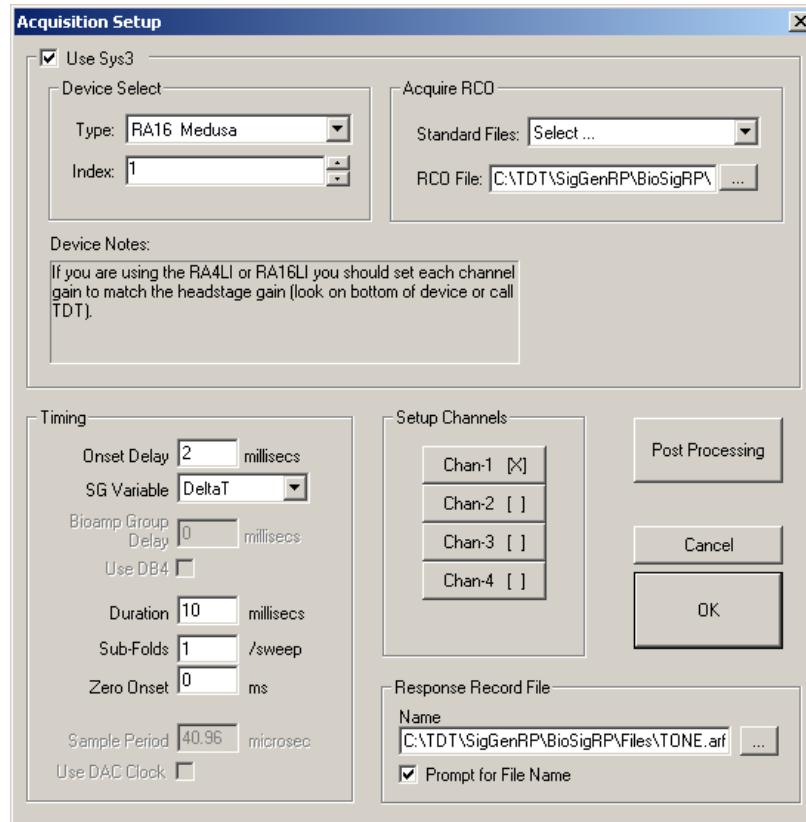 Acquisition Setup
Use Sys3
Device Select
Type: RA16 Medusa
Index: 1
Acquire RCO
Standard Files: Select ...
RCO File: C:\TDT\SigGenRP\BioSigRP\ ...
Device Notes:
If you are using the RA4LI or RA16LI you should set each channel
gain to match the headstage gain (look on bottom of device or call
TDT).
Timing
Onset Delay 2 millisecs
SG Variable DeltaT
Bioamp Group
Delay 0 millisecs
Use DB4
Duration 10 millisecs
Sub-Folds 1 /sweep
Zero Onset 0 ms
Sample Period 40.96 microsec
Use DAC Clock
Setup Channels
Chan-1 [X]
Chan-2 [ ]
Chan-3 [ ]
Chan-4 [ ]
Post Processing
Cancel
OK
Response Record File
Name
C:\TDT\SigGenRP\BioSigRP\Files\TONE.arf ...
Prompt for File Name